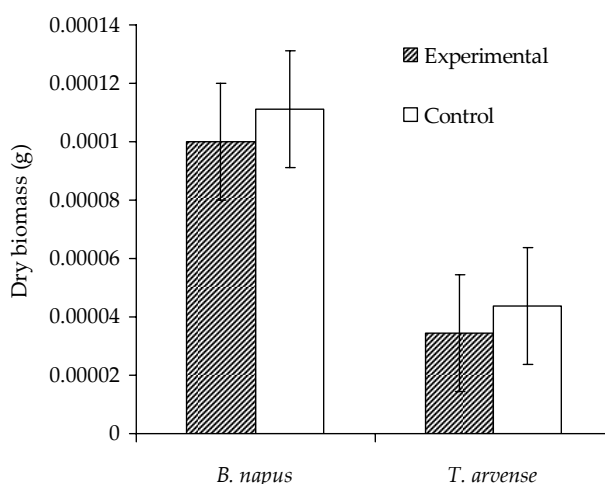 0.00014
0.00012
0.0001
0.00008
0.00006
0.00004
0.00002
0
Dry biomass (g)
Experimental
Control
B. napus
T. arvense